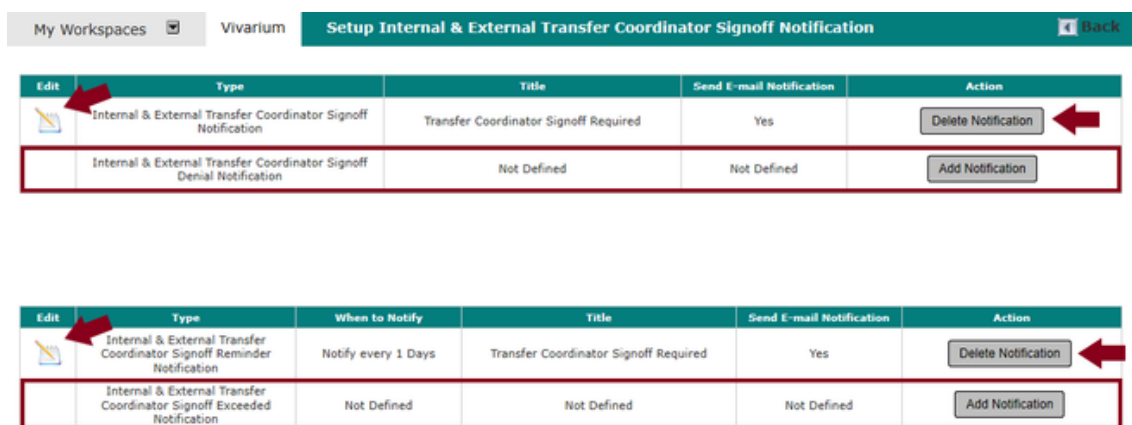 My Workspaces Vivarium Setup Internal & External Transfer Coordinator Signoff Notification Back
Edit Type Title Send E-mail Notification Action
Internal & External Transfer Coordinator Signoff
Notification
Transfer Coordinator Signoff Required Yes Delete Notification
Internal & External Transfer Coordinator Signoff
Denial Notification
Not Defined Not Defined Add Notification
Edit Type When to Notify Title Send E-mail Notification Action
Internal & External Transfer
Coordinator Signoff Reminder
Notification
Notify every 1 Days Transfer Coordinator Signoff Required Yes Delete Notification
Internal & External Transfer
Coordinator Signoff Exceeded
Notification
Not Defined Not Defined Not Defined Add Notification